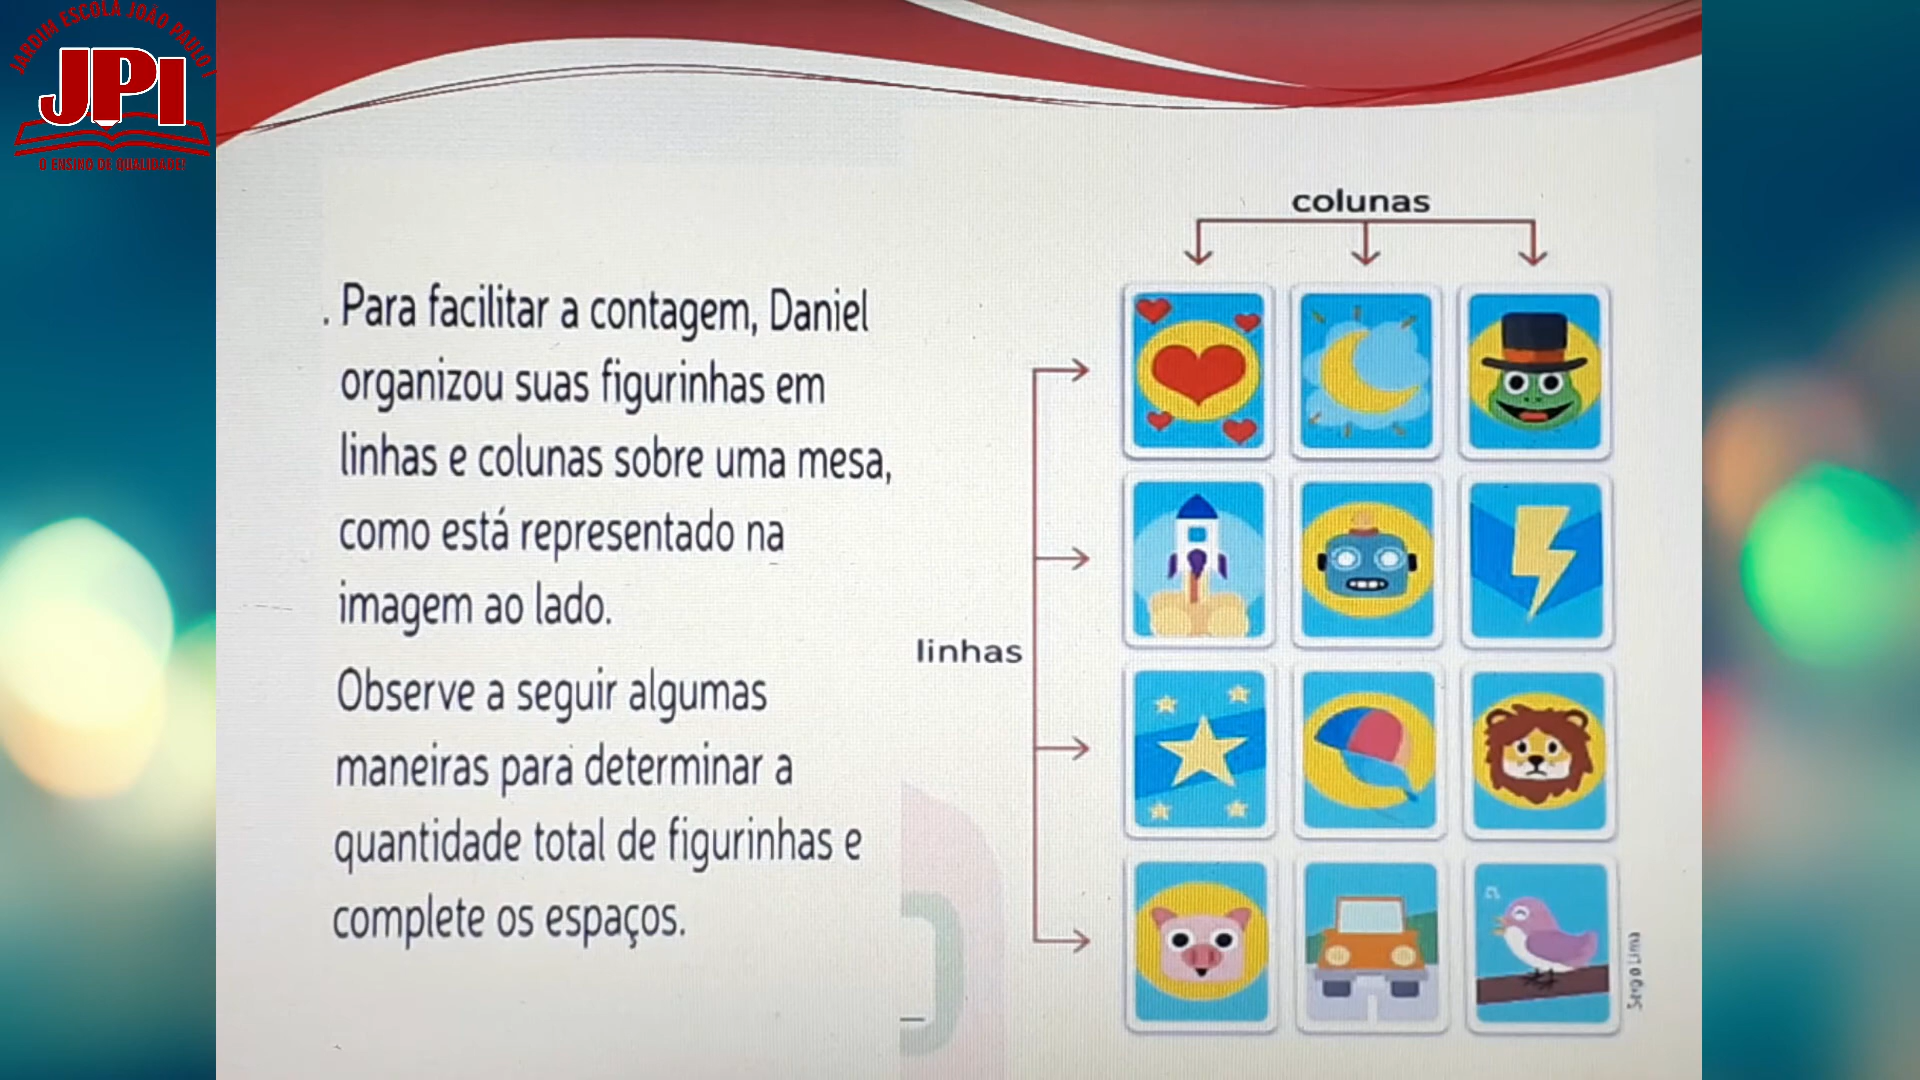 JARDIM ESCOLA JOÃO PAULO I
JPI
O ENSINO DE QUALIDADE!
colunas
. Para facilitar a contagem, Daniel
organizou suas figurinhas em
linhas e colunas sobre uma mesa,
como está representado na
imagem ao lado.
linhas
Observe a seguir algumas
maneiras para determinar a
quantidade total de figurinhas e
complete os espaços.
Sergio Lima